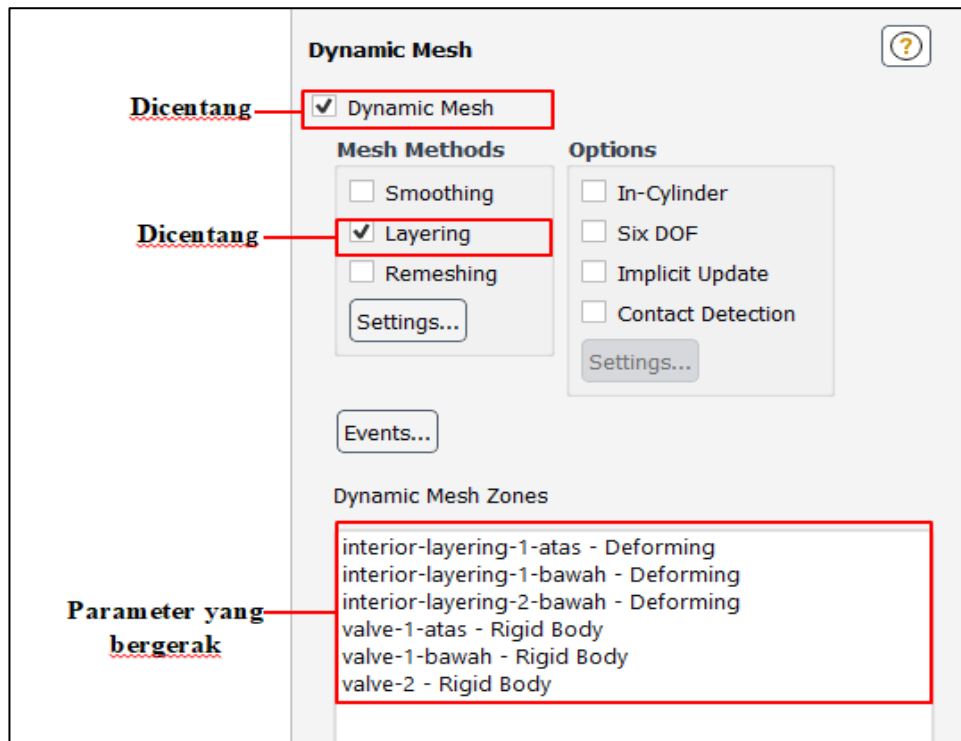 Dynamic Mesh
?
Dicentang
Dynamic Mesh
Mesh Methods
Options
Smoothing
In-Cylinder
Dicentang
Layering
Six DOF
Remeshing
Implicit Update
Settings...
Contact Detection
Settings...
Events...
Dynamic Mesh Zones
interior-layering-1-atas - Deforming
interior-layering-1-bawah - Deforming
interior-layering-2-bawah - Deforming
valve-1-atas - Rigid Body
valve-1-bawah - Rigid Body
valve-2 - Rigid Body
Parameter yang
bergerak